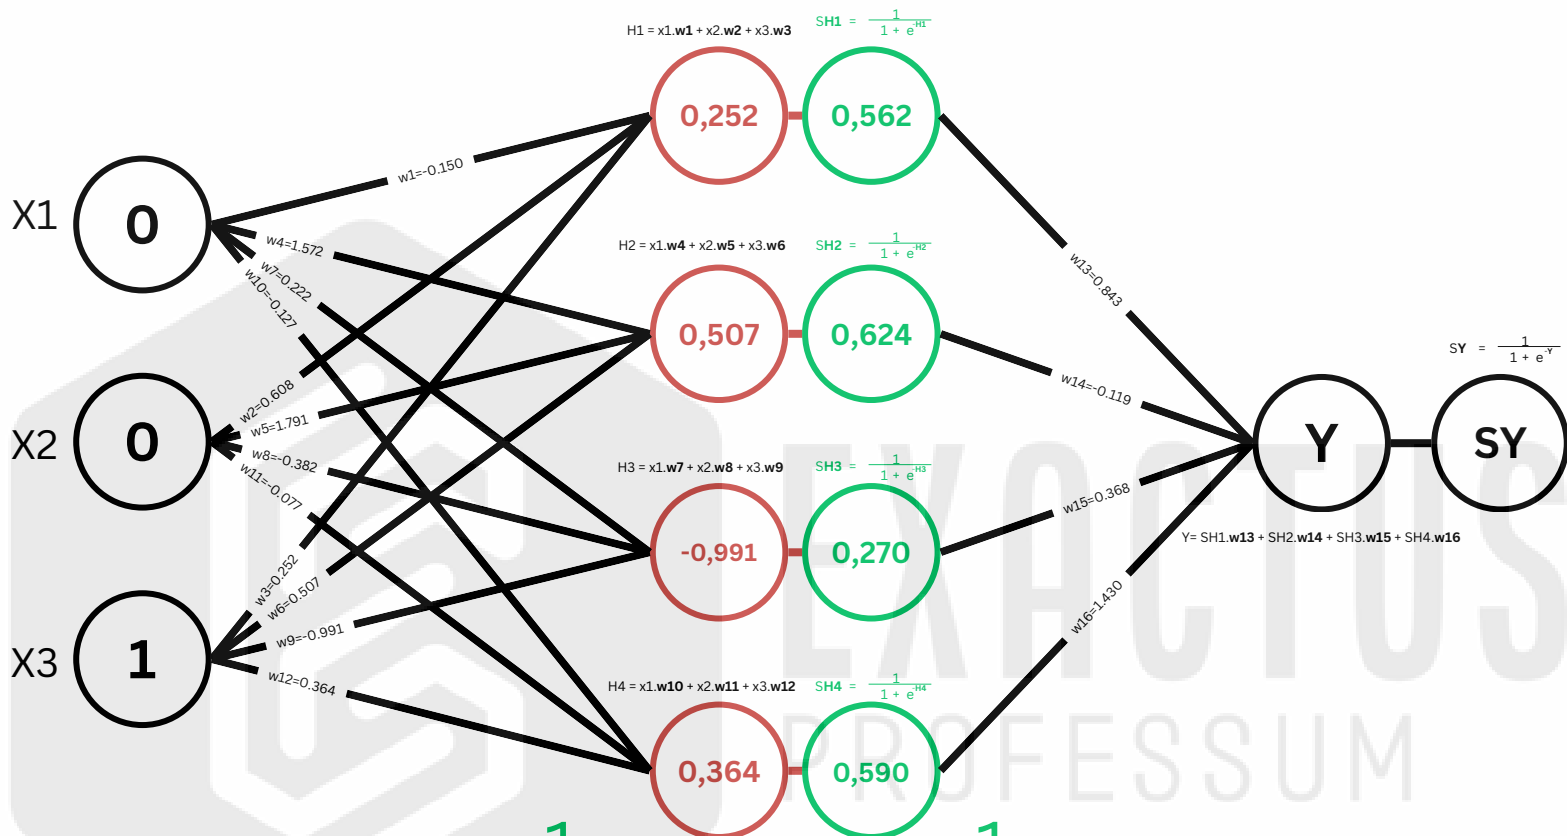 H1 = x1.w1 + x2.w2 + x3.w3
SH1 = 1 / 1 + e^-H1
0,252
0,562
w1=-0.150
X1
0
w4=1.572
w7=0.222
w10=-0.127
H2 = x1.w4 + x2.w5 + x3.w6
SH2 = 1 / 1 + e^-H2
0,507
0,624
w13=0.843
w14=-0.119
SY = 1 / 1 + e^-Y
X2
0
w2=0.608
w5=1.791
w8=-0.382
w11=-0.077
Y
SY
H3 = x1.w7 + x2.w8 + x3.w9
SH3 = 1 / 1 + e^-H3
-0,991
0,270
w15=0.368
w16=1.430
Y= SH1.w13 + SH2.w14 + SH3.w15 + SH4.w16
X3
1
w3=0.252
w6=0.507
w9=-0.991
w12=0.364
H4 = x1.w10 + x2.w11 + x3.w12
SH4 = 1 / 1 + e^-H4
0,364
0,590
EXACTUS
PROFESSUM
1
1